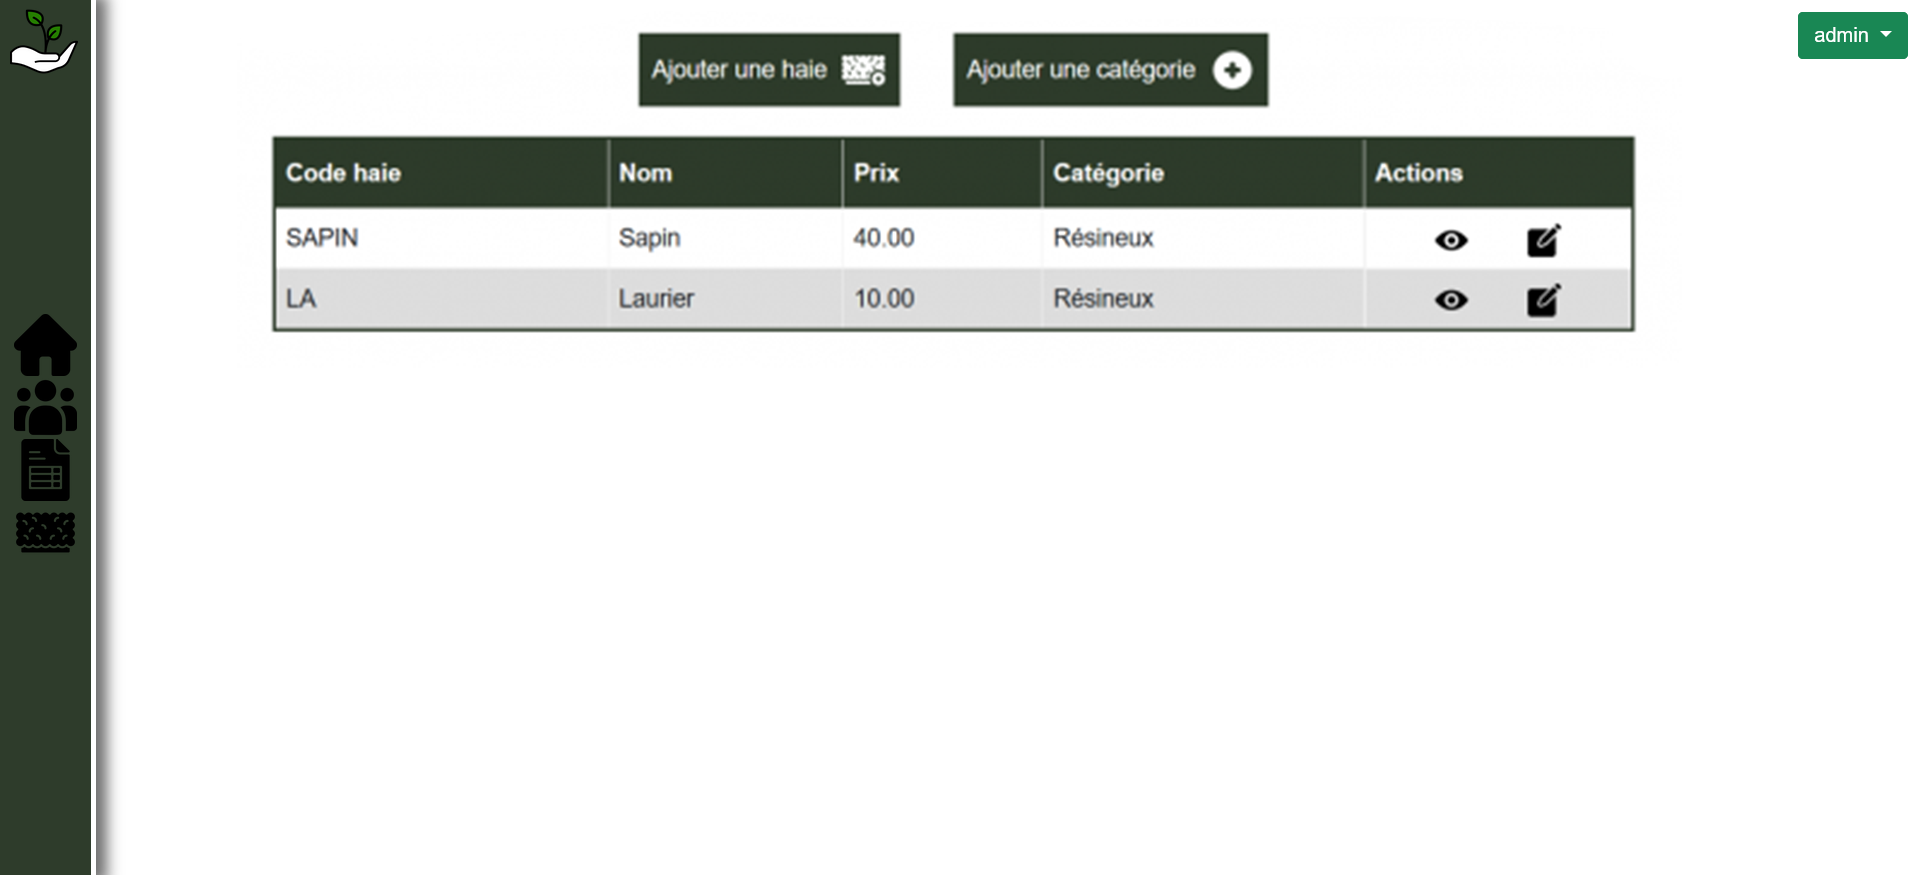 admin
Ajouter une haie
Ajouter une catégorie
Code haie Nom Prix Catégorie Actions
SAPIN Sapin 40.00 Résineux
LA Laurier 10.00 Résineux